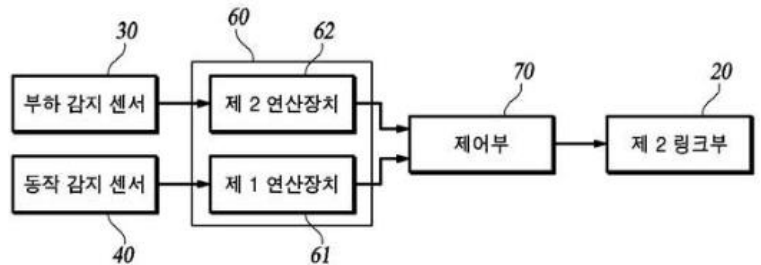 30
60
62
부하 감지 센서
제 2 연산장치
70
20
제어부
제 2 링크부
동작 감지 센서
제 1 연산장치
40
61